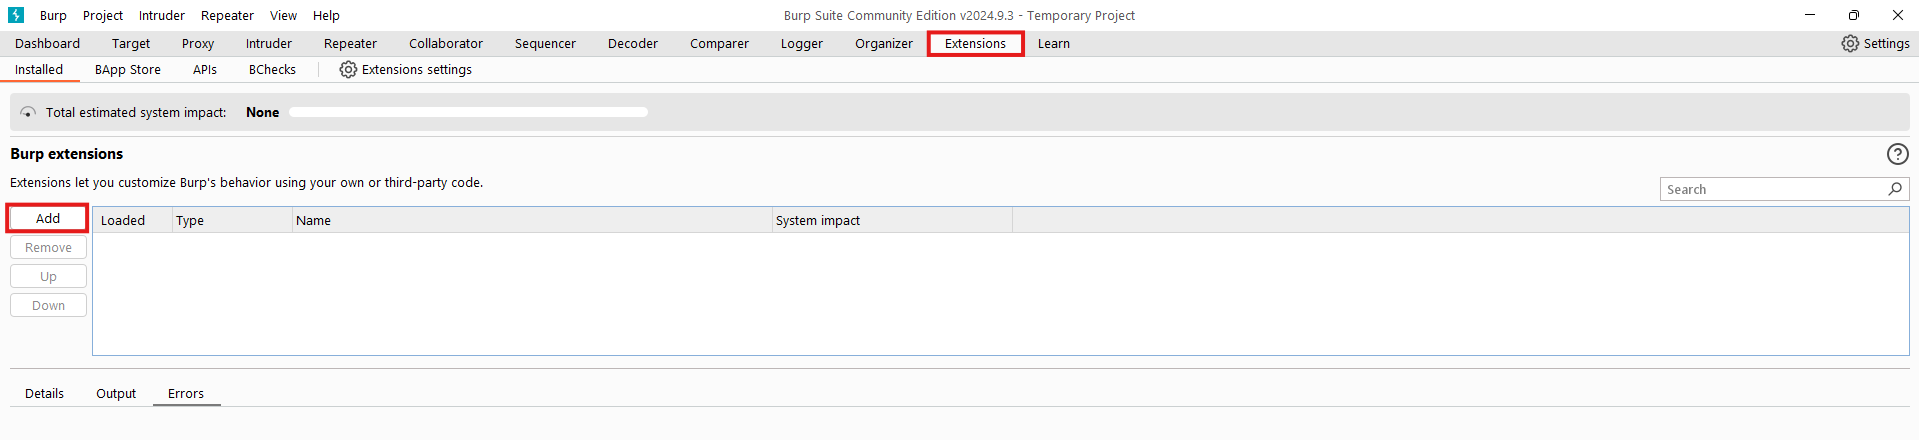 Burp Project Intruder Repeater View Help Burp Suite Community Edition v2024.9.3 - Temporary Project
Dashboard Target Proxy Intruder Repeater Collaborator Sequencer Decoder Comparer Logger Organizer Extensions Learn Settings
Installed BApp Store APIs BChecks Extensions settings
Total estimated system impact: None
Burp extensions
?
Extensions let you customize Burp's behavior using your own or third-party code.
Search
Add Loaded Type Name System impact
Remove
Up
Down
Details Output Errors